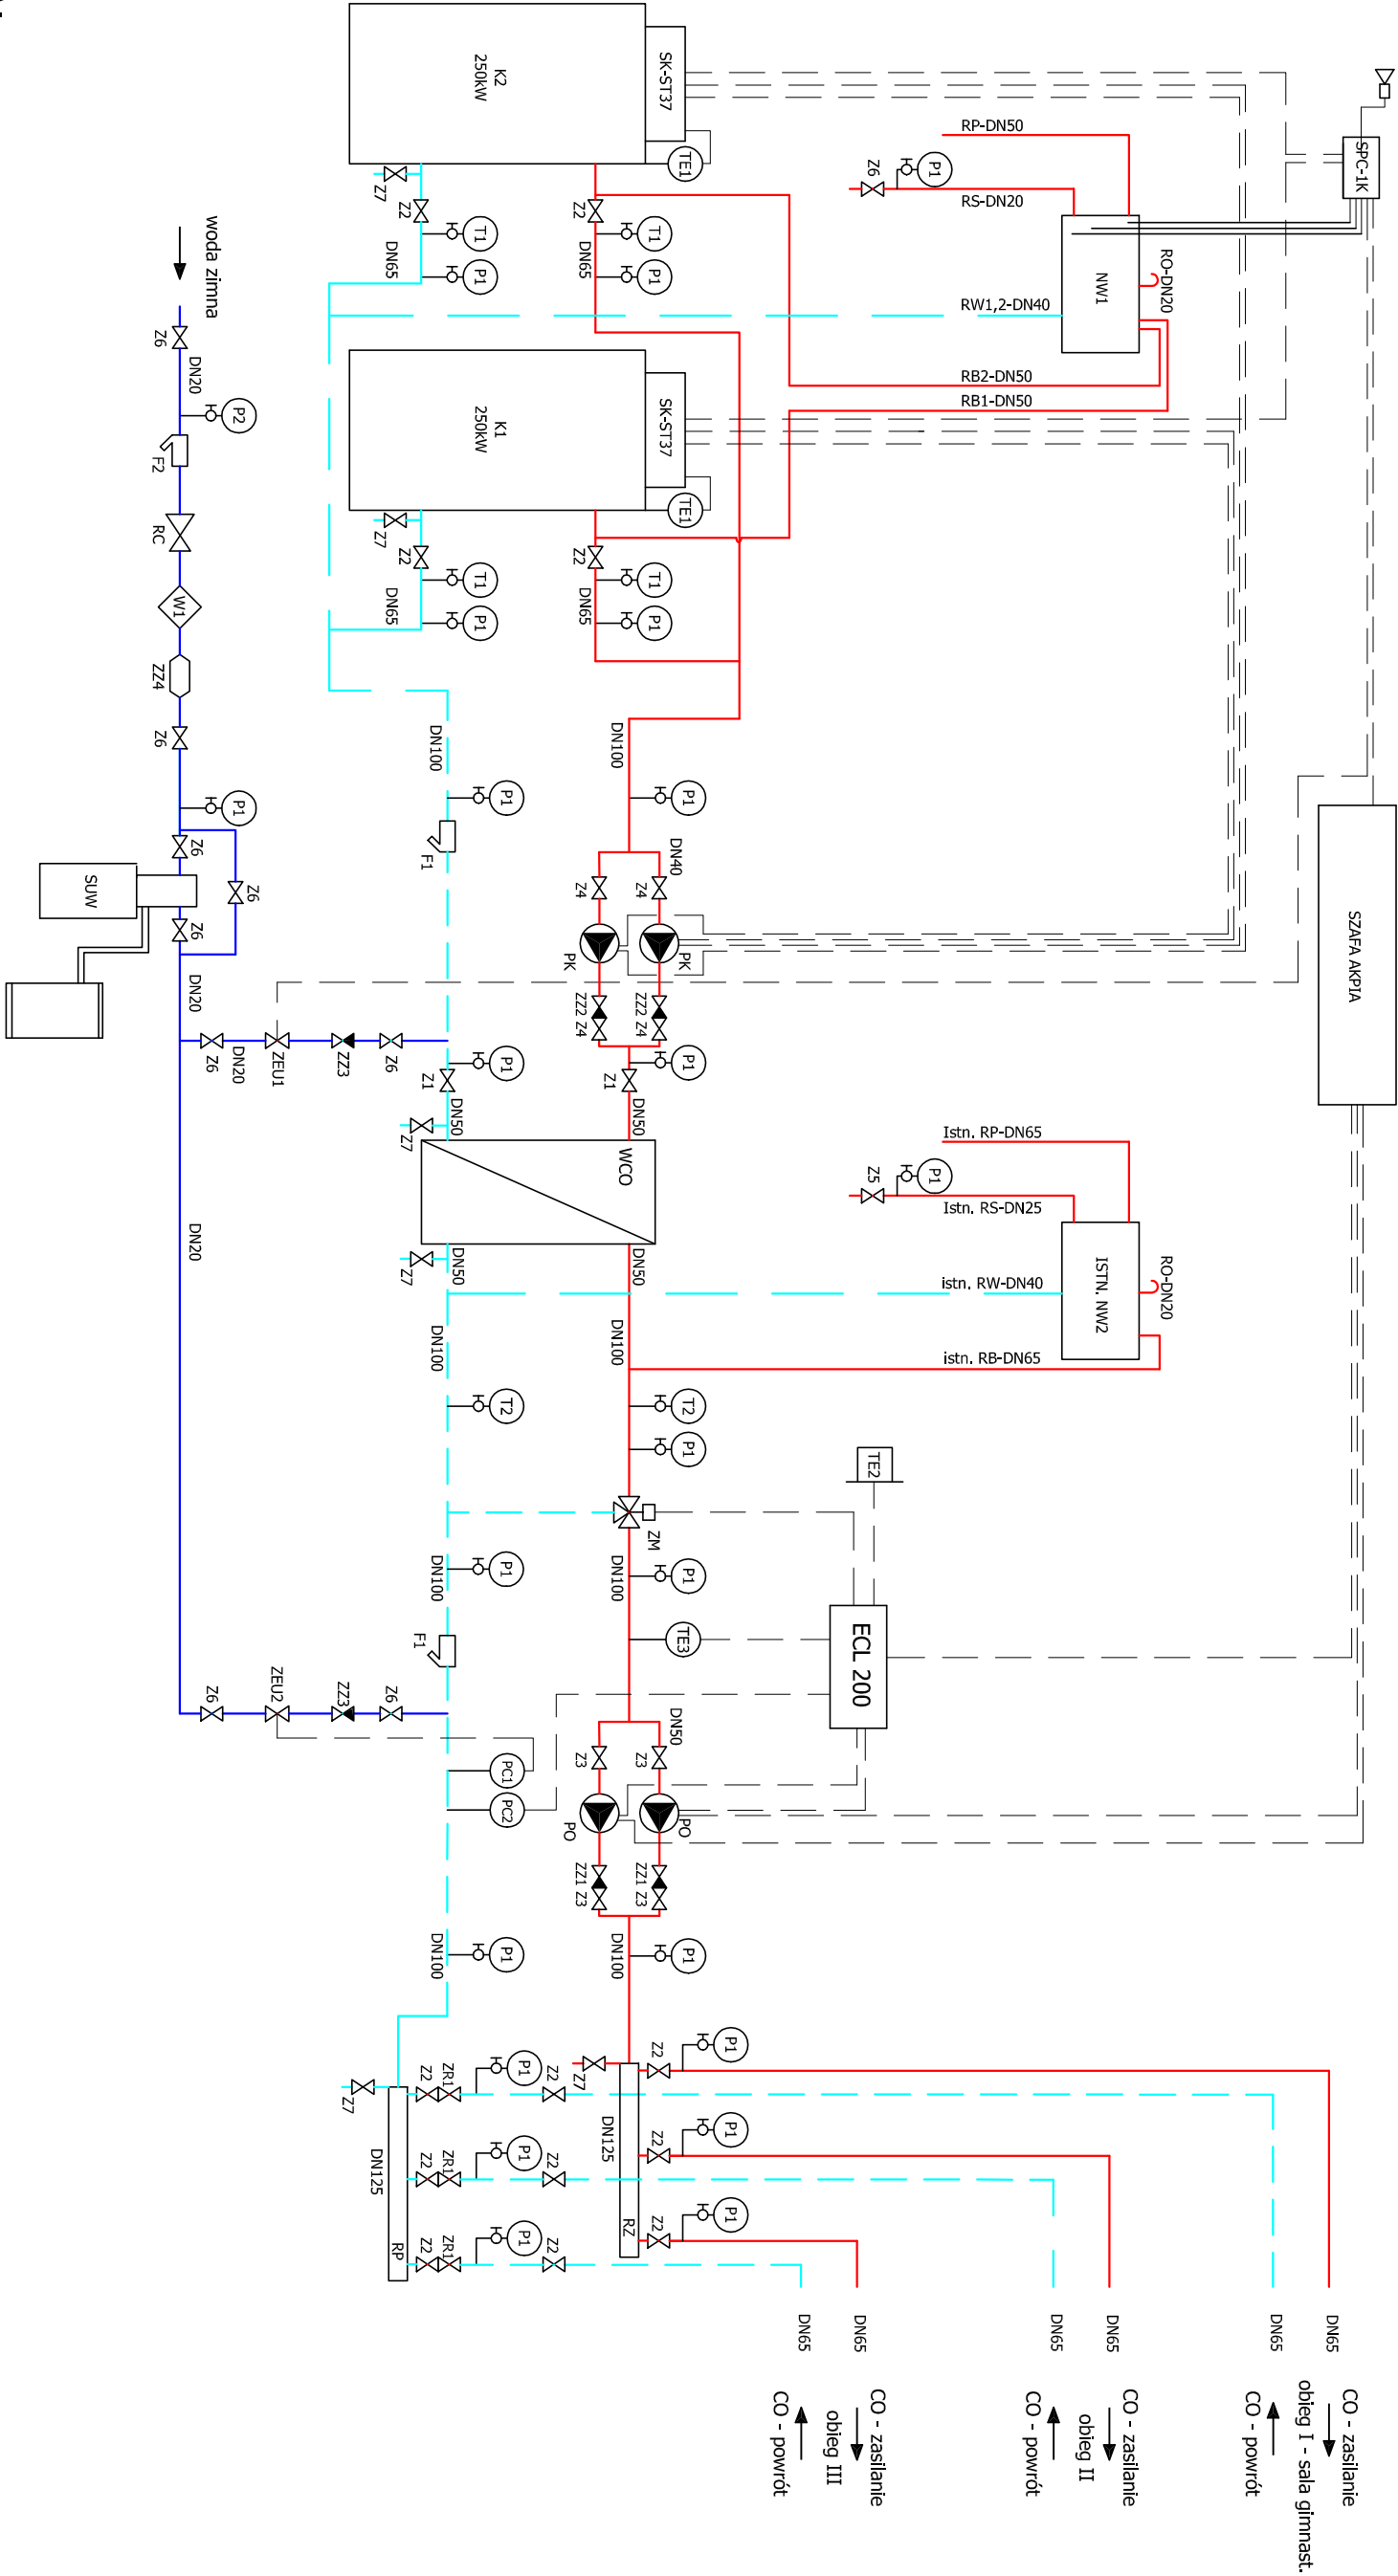 K2
250kW
SK-ST37
TE1
Z7
Z2
Z2
T1
T1
P1
P1
DN65
DN65
RP-DN50
Z6
P1
RS-DN20
SPC-1K
NW1
RO-DN20
RW1,2-DN40
RB2-DN50
RB1-DN50
woda zimna
Z6
DN20
P2
F2
RC
W1
ZZ4
Z6
P1
Z6
Z6
Z6
SUW
DN20
K1
250kW
SK-ST37
TE1
Z7
Z2
Z2
T1
T1
P1
P1
DN65
DN65
DN100
DN100
P1
P1
F1
DN40
Z4
Z4
PK
PK
ZZ2 Z4
ZZ2 Z4
SZAFA AKPIA
Z6
DN20
ZEU1
ZZ3
Z6
P1
P1
Z1
Z1
DN50
DN50
Z7
WCO
Z7
DN50
DN50
DN20
Istn. RP-DN65
Z5
P1
Istn. RS-DN25
ISTN. NW2
RO-DN20
istn. RW-DN40
istn. RB-DN65
DN100
DN100
T2
T2
P1
TE2
ZM
DN100
DN100
P1
P1
TE3
ECL 200
F1
Z6
ZEU2
ZZ3
Z6
PC1
PC2
DN50
Z3
Z3
PO
PO
ZZ1 Z3
ZZ1 Z3
DN100
DN100
P1
P1
Z7
DN125
RP
Z2
ZR1
P1
Z2
Z2
ZR1
P1
Z2
Z2
ZR1
P1
Z2
Z7
DN125
RZ
Z2
P1
Z2
P1
Z2
P1
DN65
DN65
DN65
DN65
DN65
DN65
CO - zasilanie
obieg I - sala gimnast.
CO - powrót
CO - zasilanie
obieg II
CO - powrót
CO - zasilanie
obieg III
CO - powrót